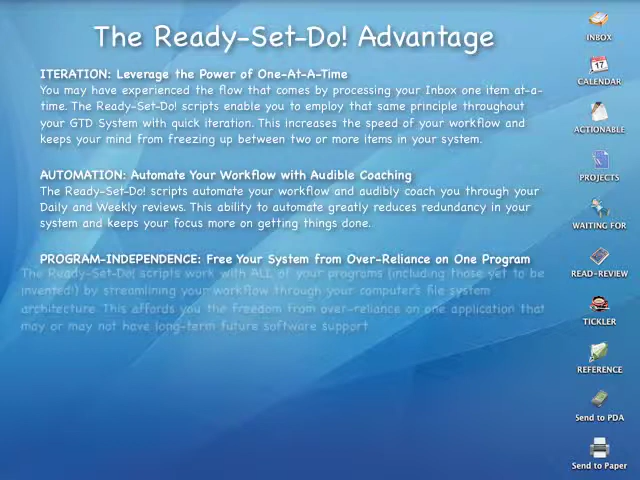 The Ready-Set-Do! Advantage
ITERATION: Leverage the Power of One-At-A-Time
You may have experienced the flow that comes by processing your Inbox one item at-a-
time. The Ready-Set-Do! scripts enable you to employ that same principle throughout
your GTD System with quick iteration. This increases the speed of your workflow and
keeps your mind from freezing up between two or more items in your system.
AUTOMATION: Automate Your Workflow with Audible Coaching
The Ready-Set-Do! scripts automate your workflow and audibly coach you through your
Daily and Weekly reviews. This ability to automate greatly reduces redundancy in your
system and keeps your focus more on getting things done.
PROGRAM-INDEPENDENCE: Free Your System from Over-Reliance on One Program
The Ready-Set-Do! scripts work with ALL of your programs (including those yet to be
invented!) by streamlining your workflow through your computer's file system
architecture. This affords you the freedom from over-reliance on one application that
may or may not have long-term future software support
INBOX
17
CALENDAR
ACTIONABLE
PROJECTS
WAITING FOR
READ-REVIEW
TICKLER
REFERENCE
Send to PDA
Send to Paper